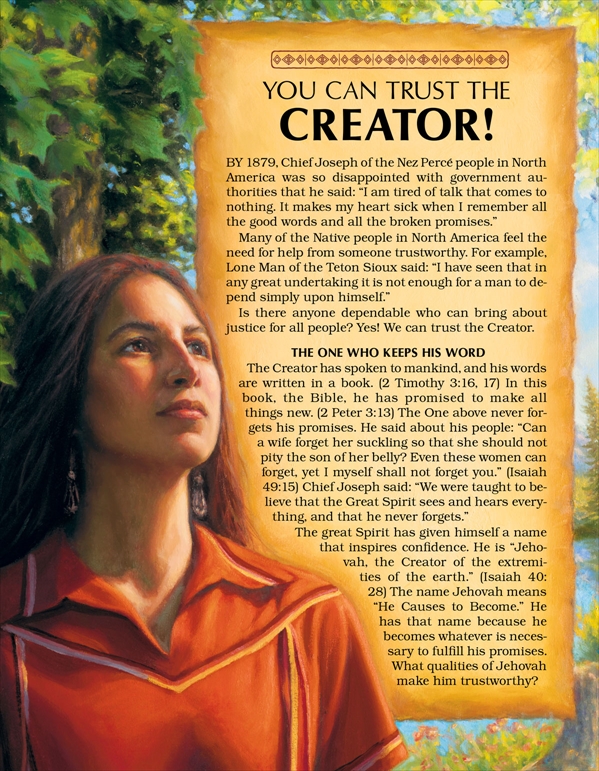 YOU CAN TRUST THE
CREATOR!
BY 1879, Chief Joseph of the Nez Percé people in North
America was so disappointed with government au-
thorities that he said: “I am tired of talk that comes to
nothing. It makes my heart sick when I remember all
the good words and all the broken promises.”
Many of the Native people in North America feel the
need for help from someone trustworthy. For example,
Lone Man of the Teton Sioux said: “I have seen that in
any great undertaking it is not enough for a man to de-
pend simply upon himself.”
Is there anyone dependable who can bring about
justice for all people? Yes! We can trust the Creator.
THE ONE WHO KEEPS HIS WORD
The Creator has spoken to mankind, and his words
are written in a book. (2 Timothy 3:16, 17) In this
book, the Bible, he has promised to make all
things new. (2 Peter 3:13) The One above never for-
gets his promises. He said about his people: “Can
a wife forget her suckling so that she should not
pity the son of her belly? Even these women can
forget, yet I myself shall not forget you.” (Isaiah
49:15) Chief Joseph said: “We were taught to be-
lieve that the Great Spirit sees and hears every-
thing, and that he never forgets.”
The great Spirit has given himself a name
that inspires confidence. He is “Jeho-
vah, the Creator of the extremi-
ties of the earth.” (Isaiah 40:
28) The name Jehovah means
“He Causes to Become.” He
has that name because he
becomes whatever is neces-
sary to fulfill his promises.
What qualities of Jehovah
make him trustworthy?